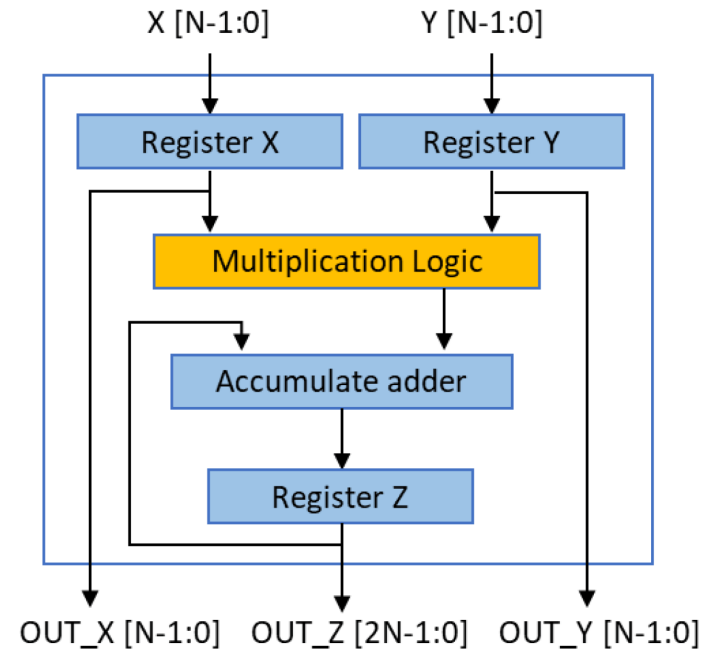 X [N-1:0]
Y [N-1:0]
Register X
Register Y
Multiplication Logic
Accumulate adder
Register Z
OUT_X [N-1:0]
OUT_Z [2N-1:0]
OUT_Y [N-1:0]